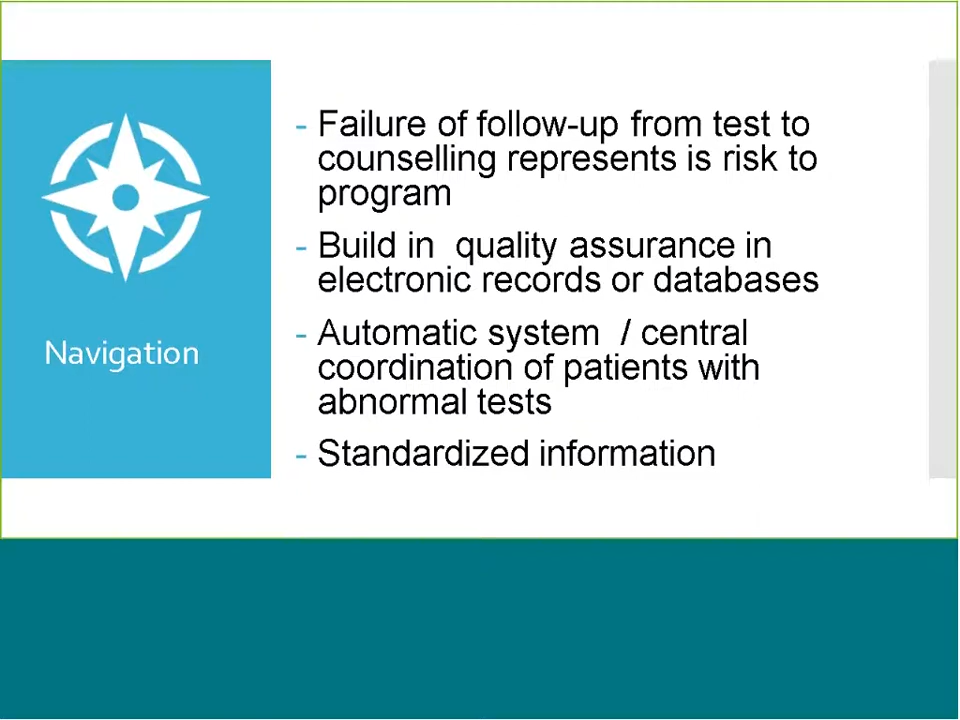 Navigation
- Failure of follow-up from test to
counselling represents is risk to
program
- Build in  quality assurance in
electronic records or databases
- Automatic system  / central
coordination of patients with
abnormal tests
- Standardized information